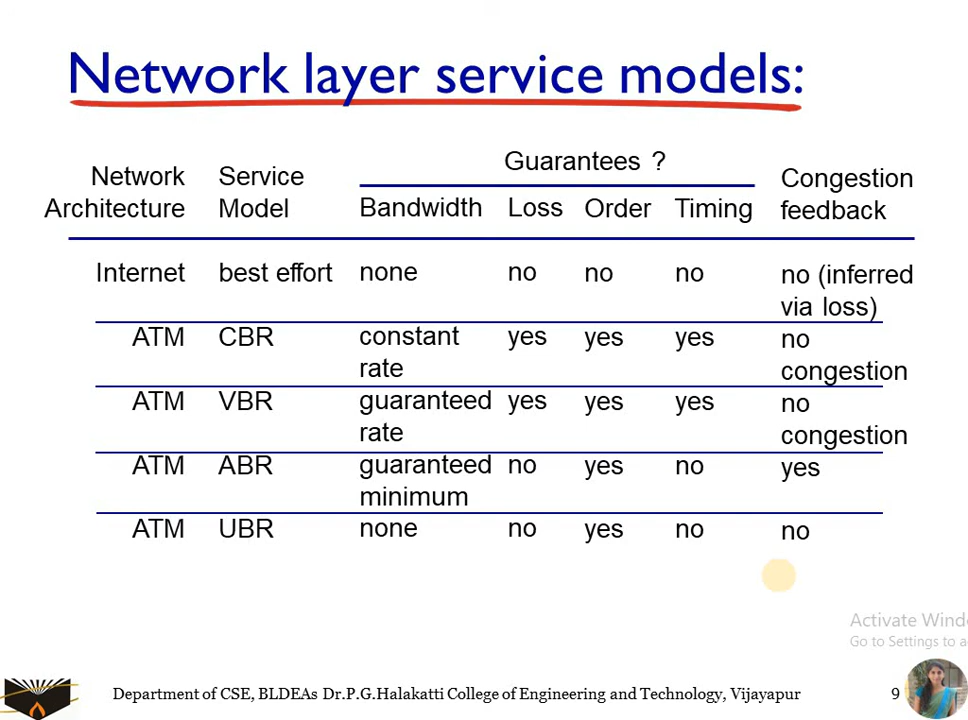 Network layer service models:
Guarantees ?
Network Architecture Service Model Bandwidth Loss Order Timing Congestion feedback
Internet best effort none no no no no (inferred via loss)
ATM CBR constant rate yes yes yes no congestion
ATM VBR guaranteed rate yes yes yes no congestion
ATM ABR guaranteed minimum no yes no yes
ATM UBR none no yes no no
Activate Wind
Go to Settings to a
Department of CSE, BLDEAs Dr.P.G.Halakatti College of Engineering and Technology, Vijayapur 9